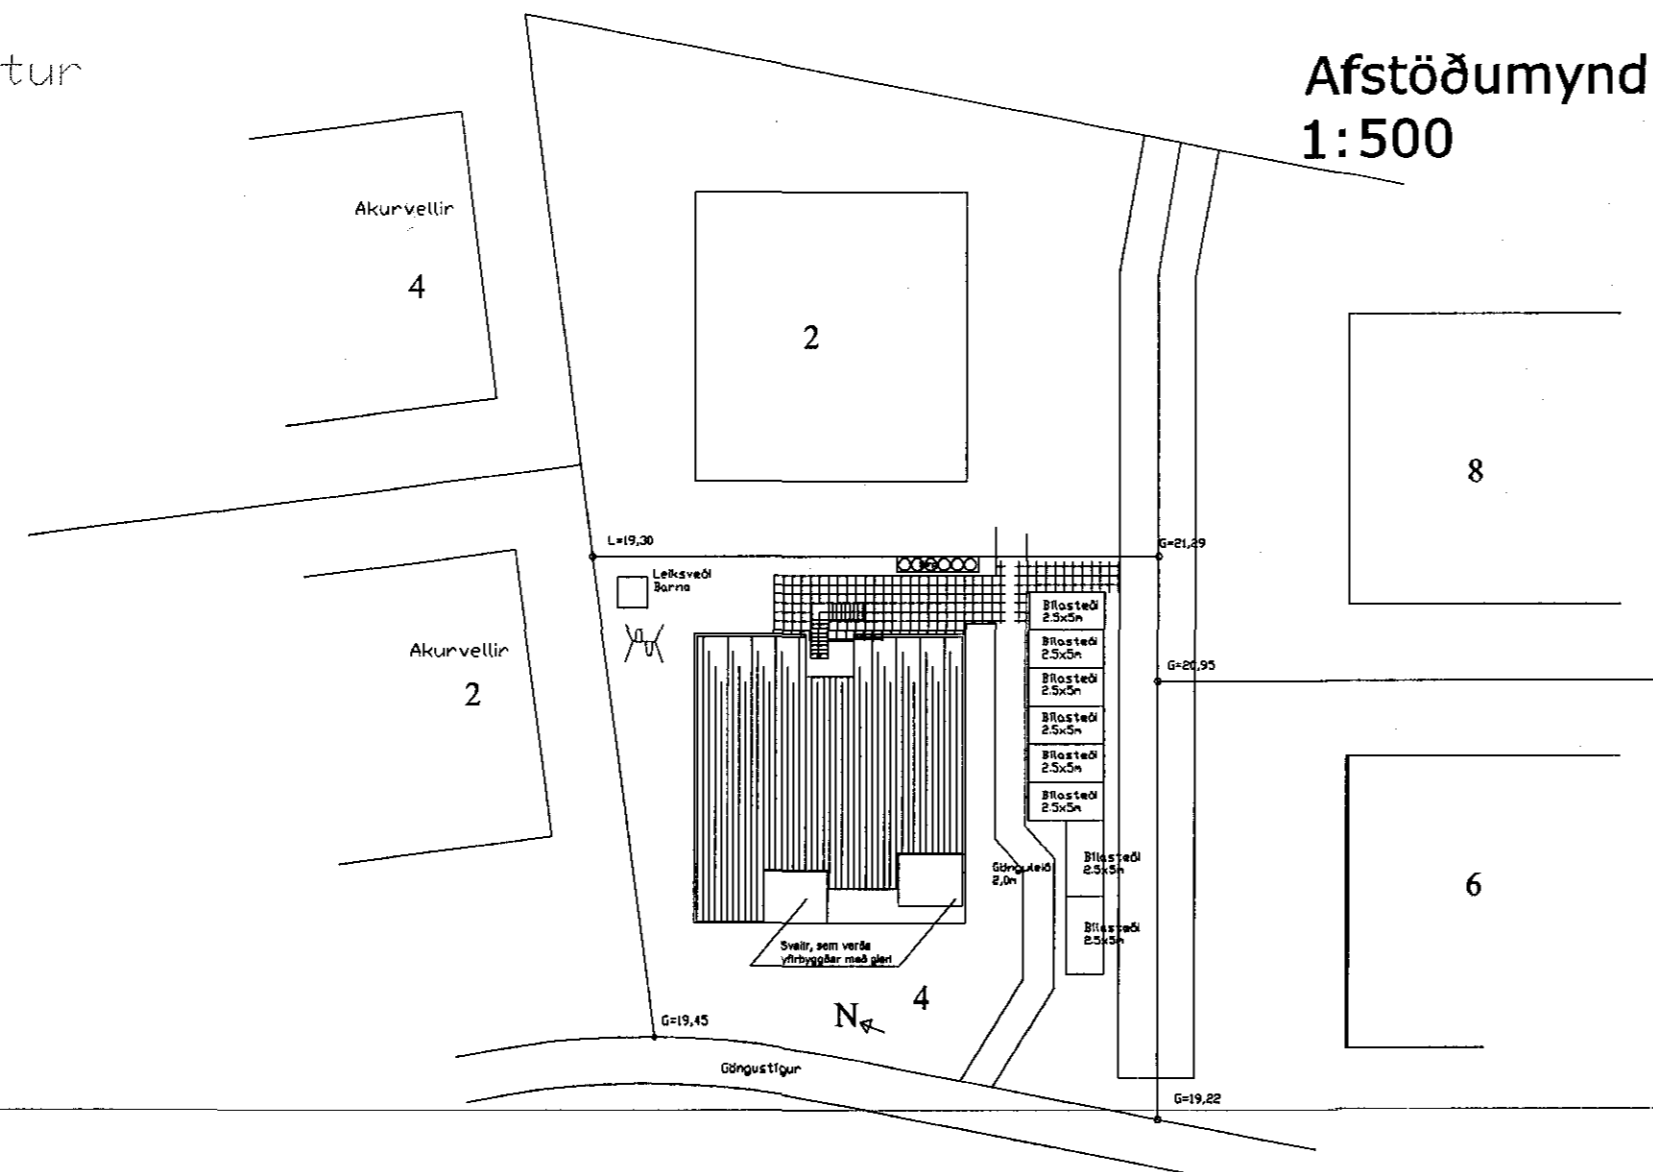 tur
Afstöðumynd
1:500
Akurvellir
4
2
8
L=19,30
G=21,29
Leiksvæði
Barna
Bílastæði
2.5x5m
Bílastæði
2.5x5m
Bílastæði
2.5x5m
Bílastæði
2.5x5m
Bílastæði
2.5x5m
Bílastæði
2.5x5m
Akurvellir
2
G=20,95
Gönguleið
2,0m
Bílastæði
2.5x5m
Bílastæði
2.5x5m
6
Svalir, sem verða
yfirbyggðar með gleri
4
N
G=19,45
Göngustígur
G=19,22